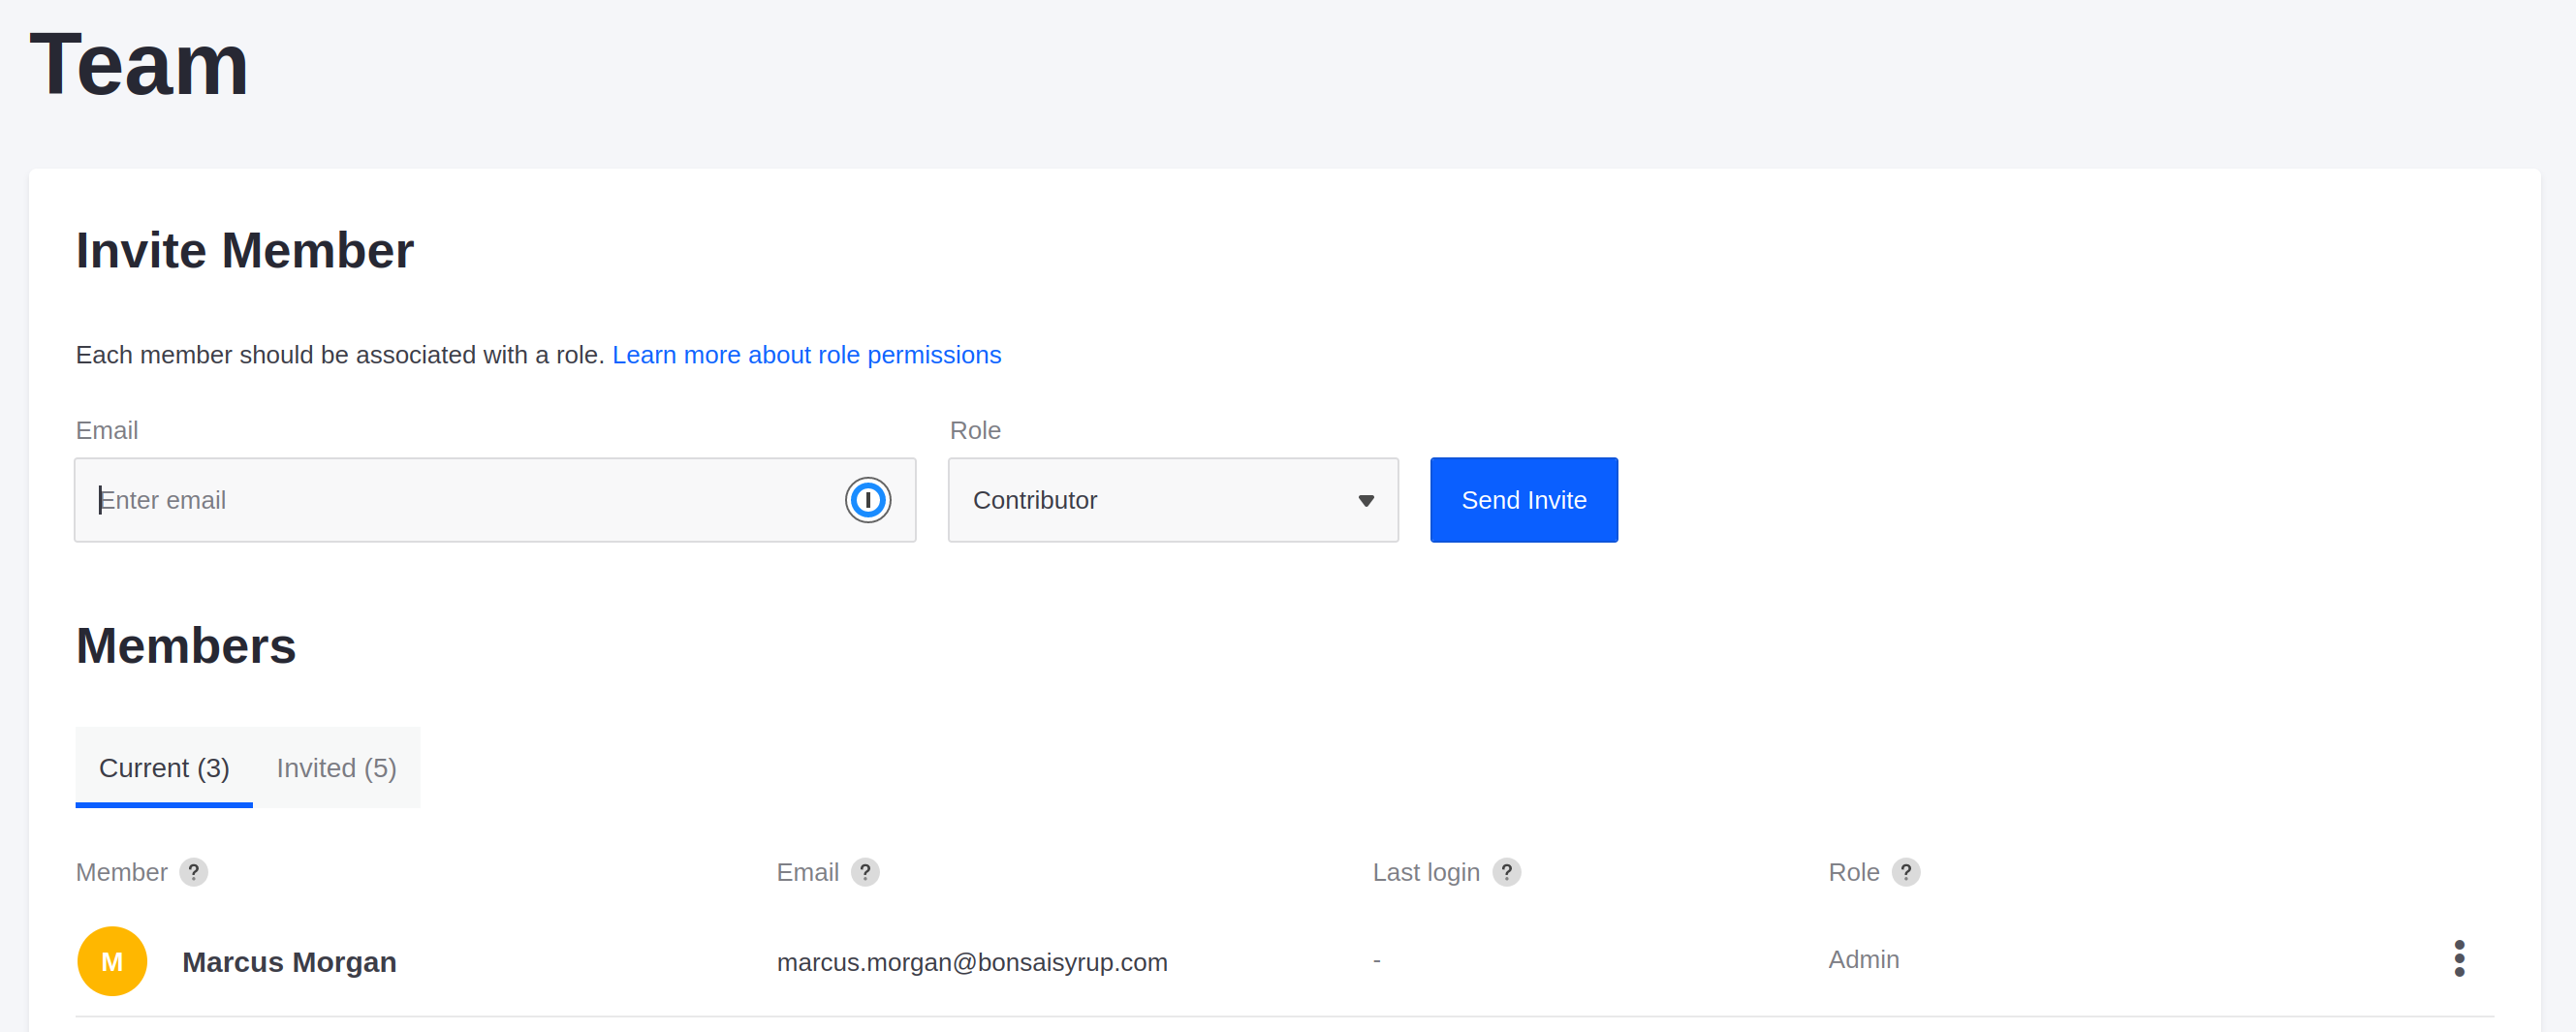 Team
Invite Member
Each member should be associated with a role. Learn more about role permissions
Email Role
Enter email Contributor Send Invite
Members
Current (3) Invited (5)
Member ? Email ? Last login ? Role ?
M Marcus Morgan marcus.morgan@bonsaisyrup.com - Admin